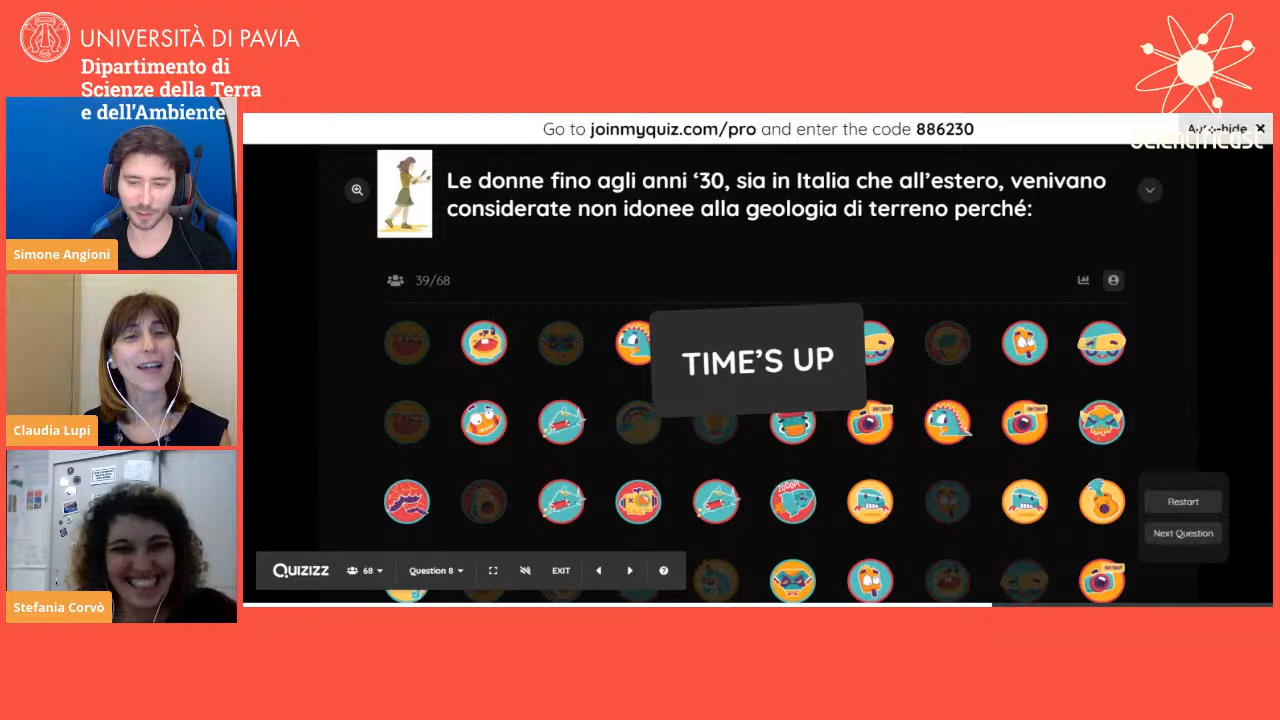 UNIVERSITÀ DI PAVIA
Dipartimento di
Scienze della Terra
e dell'Ambiente
Go to joinmyquiz.com/pro and enter the code 886230
Auto-hide
Scientificast
Le donne fino agli anni ‘30, sia in Italia che all’estero, venivano
considerate non idonee alla geologia di terreno perché:
Simone Angioni
39/68
TIME’S UP
Claudia Lupi
Restart
Next Question
Quizizz
68
Question 8
EXIT
Stefania Corvò